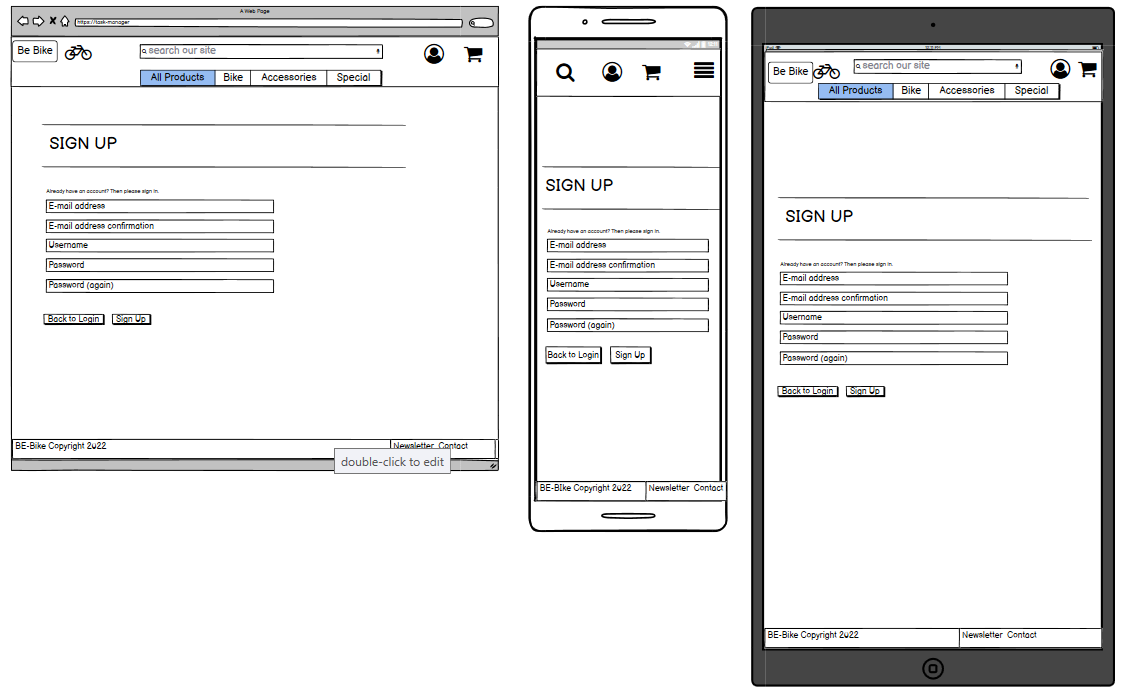 A Web Page
https://task-manager
Be Bike
search our site
All Products Bike Accessories Special
SIGN UP
Already have an account? Then please sign in.
E-mail address
E-mail address confirmation
Username
Password
Password (again)
Back to Login Sign Up
BE-Bike Copyright 2022 Newsletter Contact
double-click to edit
SIGN UP
Already have an account? Then please sign in.
E-mail address
E-mail address confirmation
Username
Password
Password (again)
Back to Login Sign Up
BE-BIke Copyright 2022 Newsletter Contact
Be Bike
search our site
All Products Bike Accessories Special
SIGN UP
Already have an account? Then please sign in.
E-mail address
E-mail address confirmation
Username
Password
Password (again)
Back to Login Sign Up
BE-Bike Copyright 2022 Newsletter Contact